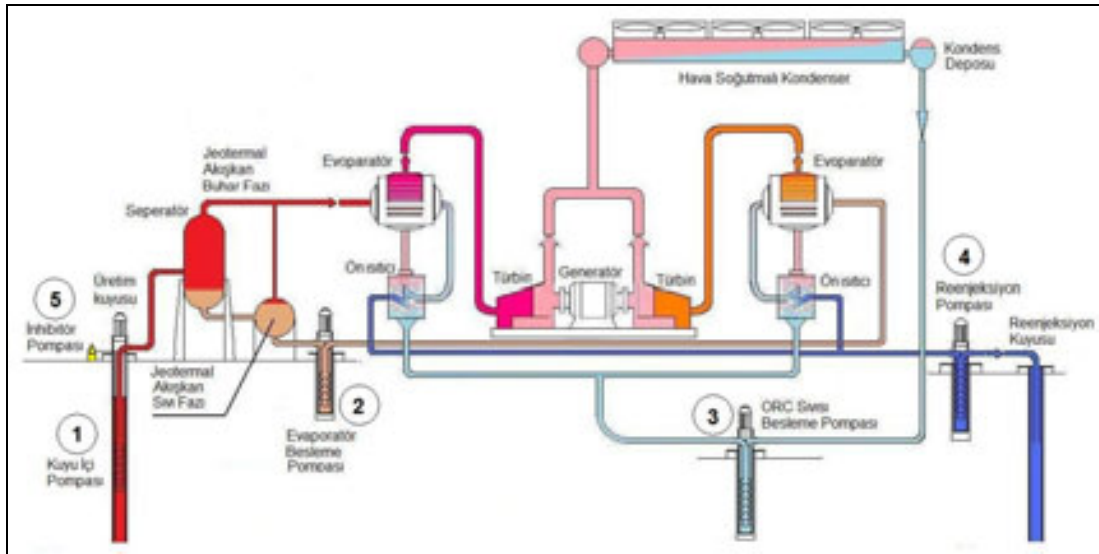 Kondens
Deposu
Hava Soğutmalı Kondenser
Jeotermal
Akışkan
Buhar Fazı
Evoparatör
Evoparatör
Seperatör
Üretim
kuyusu
Ön ısıtıcı
Türbin
Generatör
Türbin
Ön ısıtıcı
4
Reenjeksiyon
Pompası
Reenjeksiyon
Kuyusu
5
İnhibitör
Pompası
Jeotermal
Akışkan
Sıvı Fazı
1
Kuyu İçi
Pompası
2
Evaporatör
Besleme
Pompası
3
ORC Sıvısı
Besleme Pompası